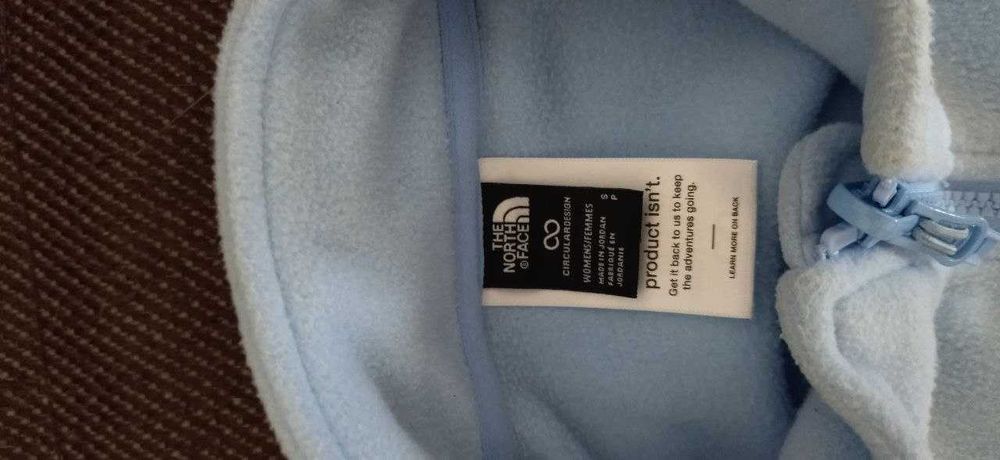 THE
NORTH
FACE
CIRCULARDESIGN
WOMENS/FEMMES S
MADE IN JORDAN P
FABRIQUÉ EN
JORDANIE
product isn't.
Get it back to us to keep
the adventures going.
LEARN MORE ON BACK